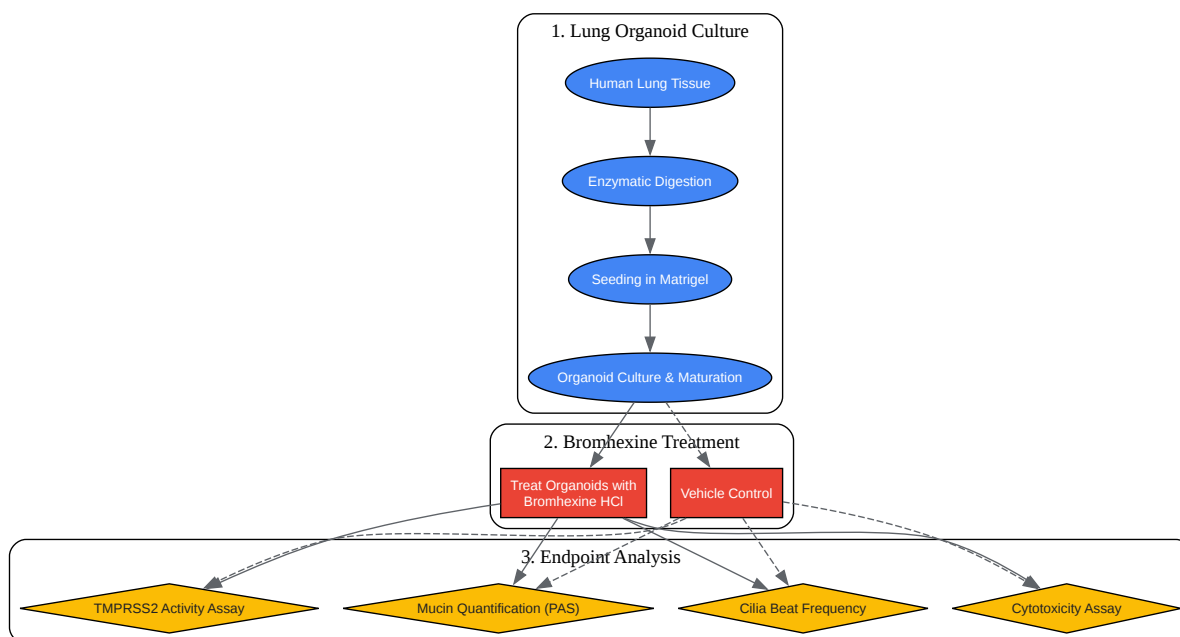 1. Lung Organoid Culture
Human Lung Tissue
Enzymatic Digestion
Seeding in Matrigel
Organoid Culture & Maturation
2. Bromhexine Treatment
Treat Organoids with
Bromhexine HCl
Vehicle Control
3. Endpoint Analysis
TMPRSS2 Activity Assay
Mucin Quantification (PAS)
Cilia Beat Frequency
Cytotoxicity Assay